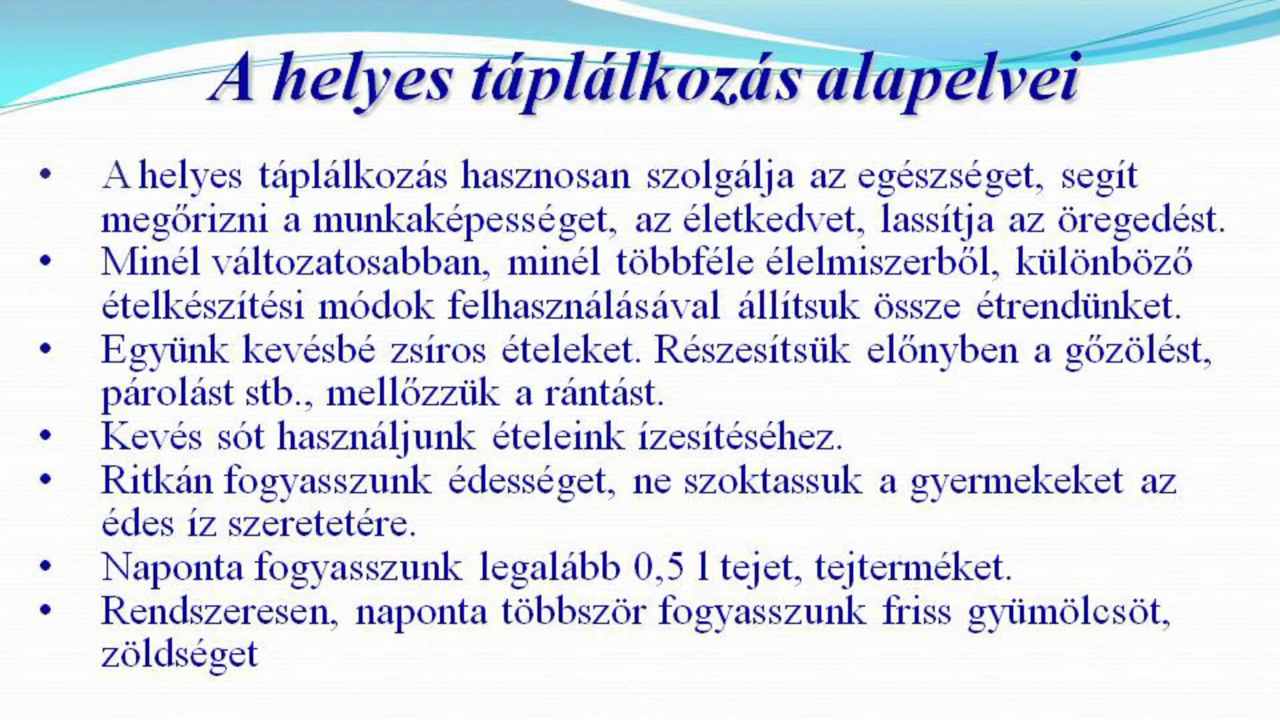 A helyes táplálkozás alapelvei
• A helyes táplálkozás hasznosan szolgálja az egészséget, segít
megőrizni a munkaképességet, az életkedvet, lassítja az öregedést.
• Minél változatosabban, minél többféle élelmiszerből, különböző
ételkészítési módok felhasználásával állítsuk össze étrendünket.
• Együnk kevésbé zsíros ételeket. Részesítsük előnyben a gőzölést,
párolást stb., mellőzzük a rántást.
• Kevés sót használjunk ételeink ízesítéséhez.
• Ritkán fogyasszunk édességet, ne szoktassuk a gyermekeket az
édes íz szeretetére.
• Naponta fogyasszunk legalább 0,5 l tejet, tejterméket.
• Rendszeresen, naponta többször fogyasszunk friss gyümölcsöt,
zöldséget